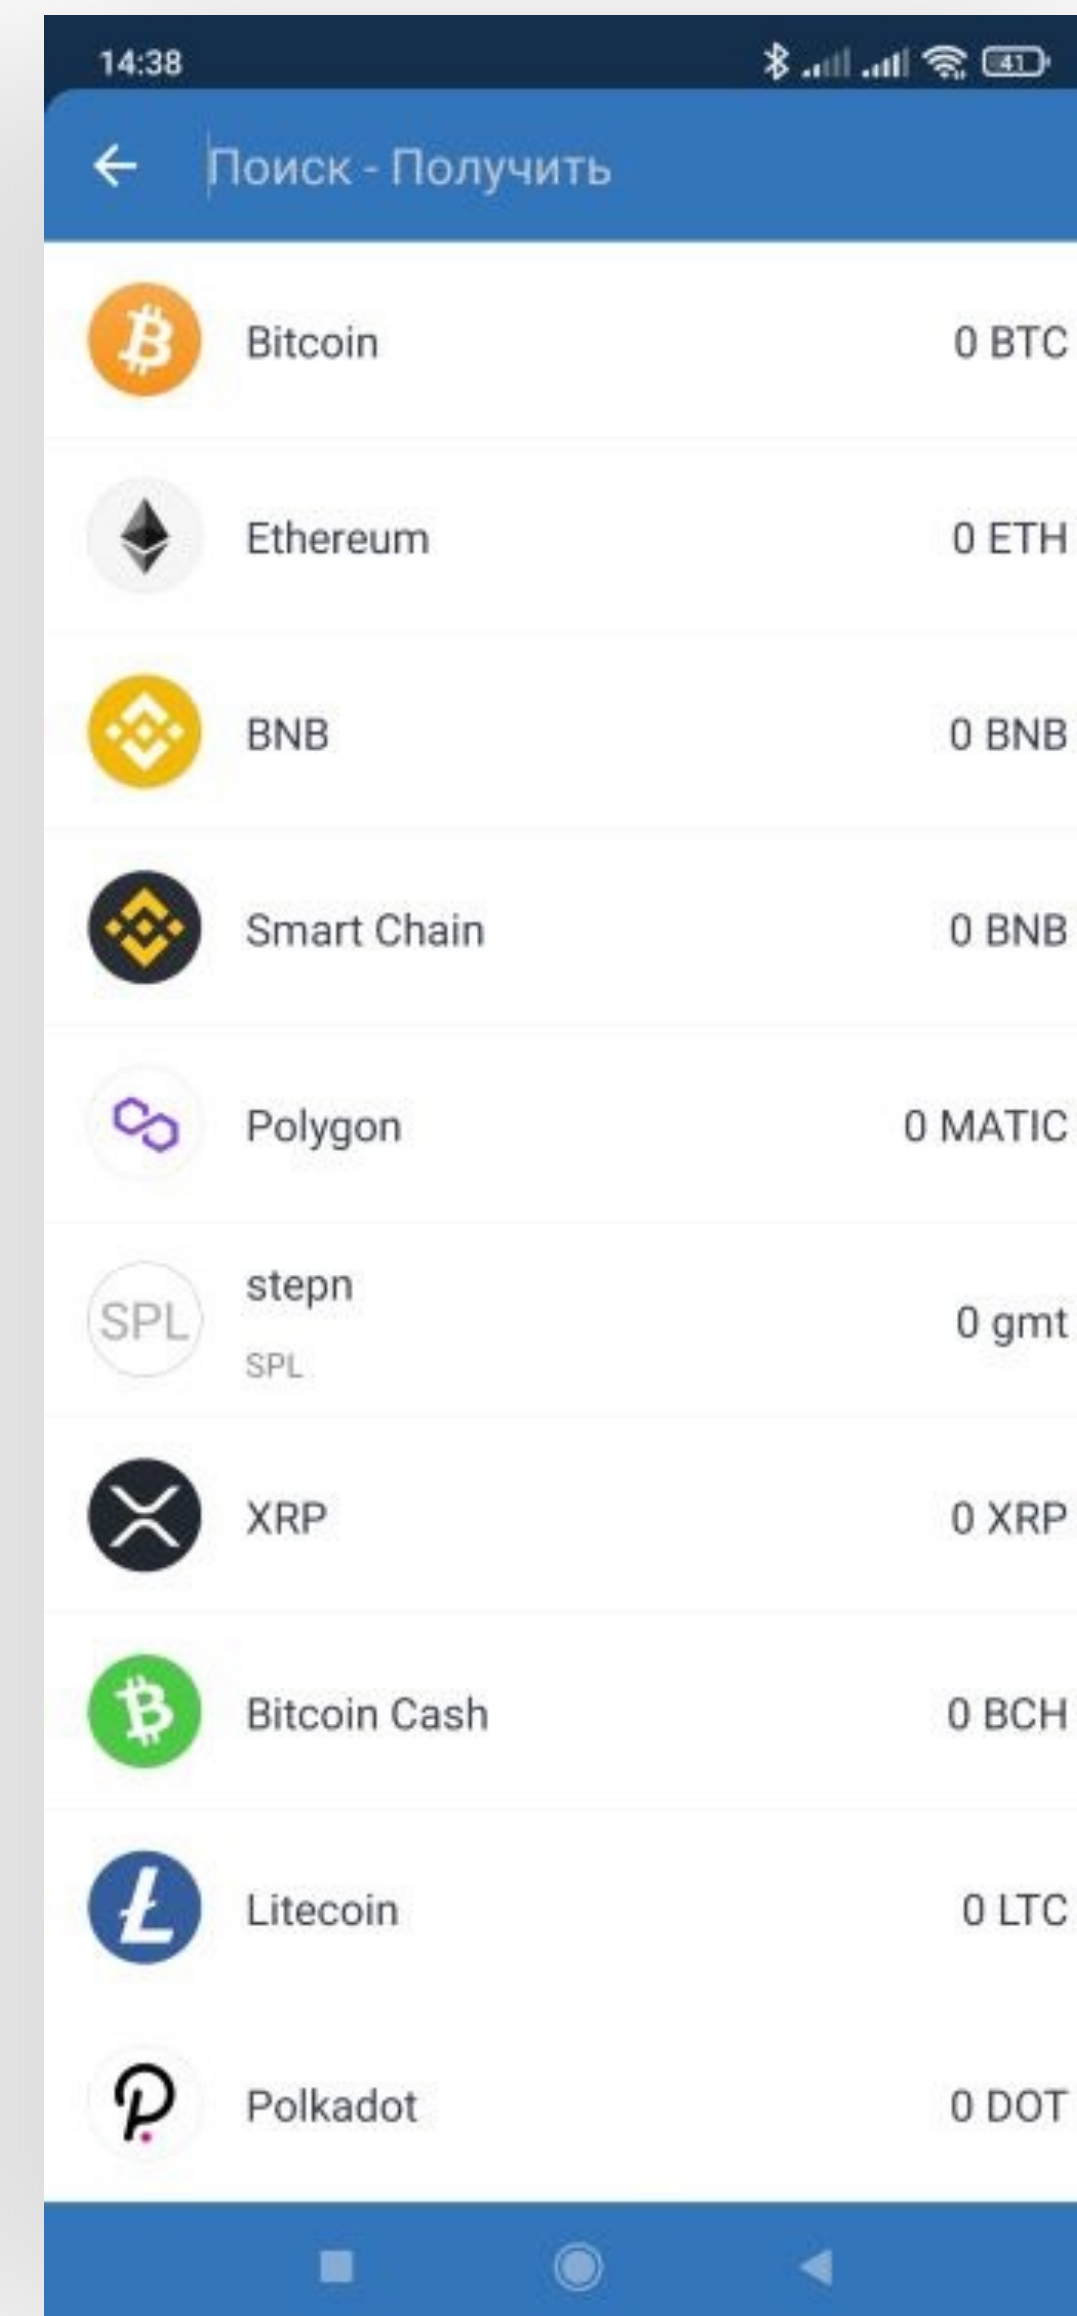 14:38
41
Поиск - Получить
Bitcoin 0 BTC
Ethereum 0 ETH
BNB 0 BNB
Smart Chain 0 BNB
Polygon 0 MATIC
SPL
stepn
0 gmt
SPL
XRP 0 XRP
Bitcoin Cash 0 BCH
Litecoin 0 LTC
Polkadot 0 DOT